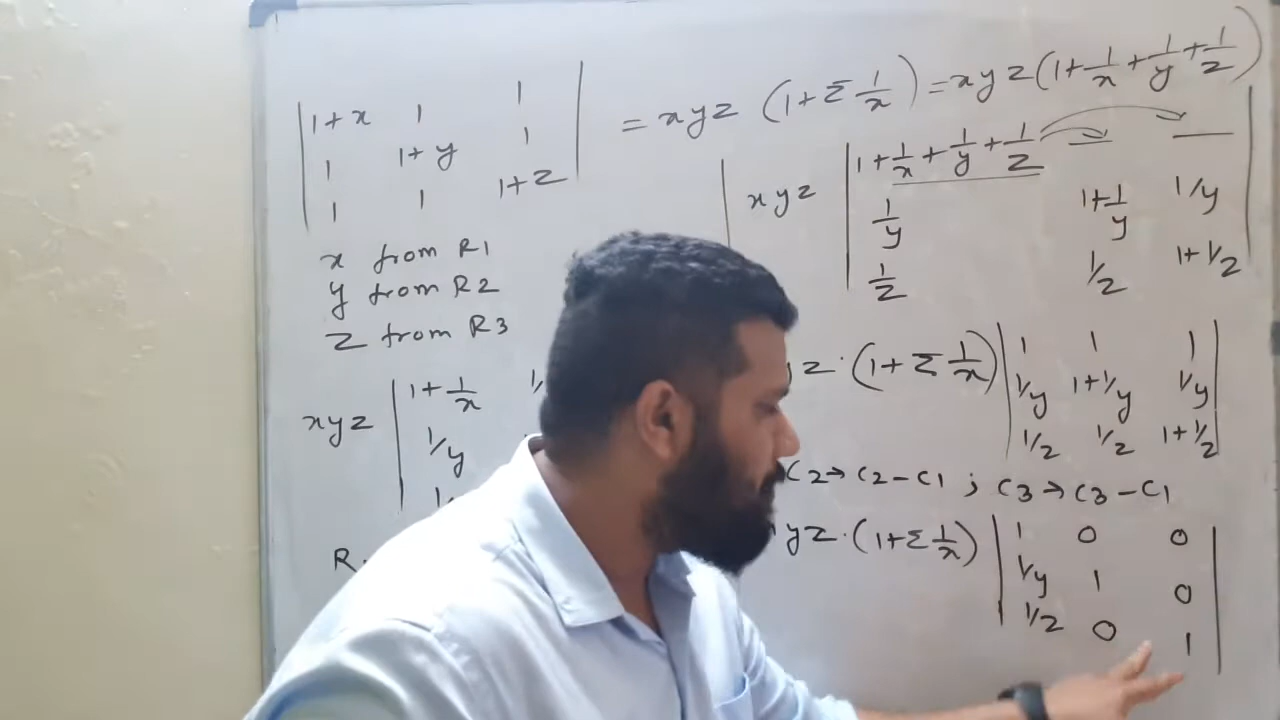 |1+x 1 1|
|1 1+y 1|
|1 1 1+z|
= xyz (1+Σ 1/x) = xyz (1+1/x+1/y+1/z)
x from R1
y from R2
z from R3
xyz |1+1/x
1/y
R
xyz |1+1/x+1/y+1/z
1/y 1+1/y 1/y
1/z 1/z 1+1/z|
yz·(1+Σ 1/x) |1 1 1|
|1/y 1+1/y 1/y|
|1/z 1/z 1+1/z|
C2→C2-C1 ; C3→C3-C1
yz·(1+Σ 1/x) |1 0 0|
|1/y 1 0|
|1/z 0 1|